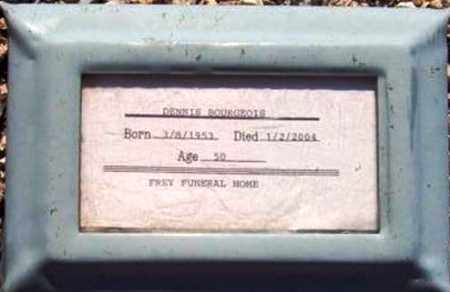 DENNIS BOURGEOIS
Born 3/8/1953 Died 1/2/2004
Age 50
FREY FUNERAL HOME